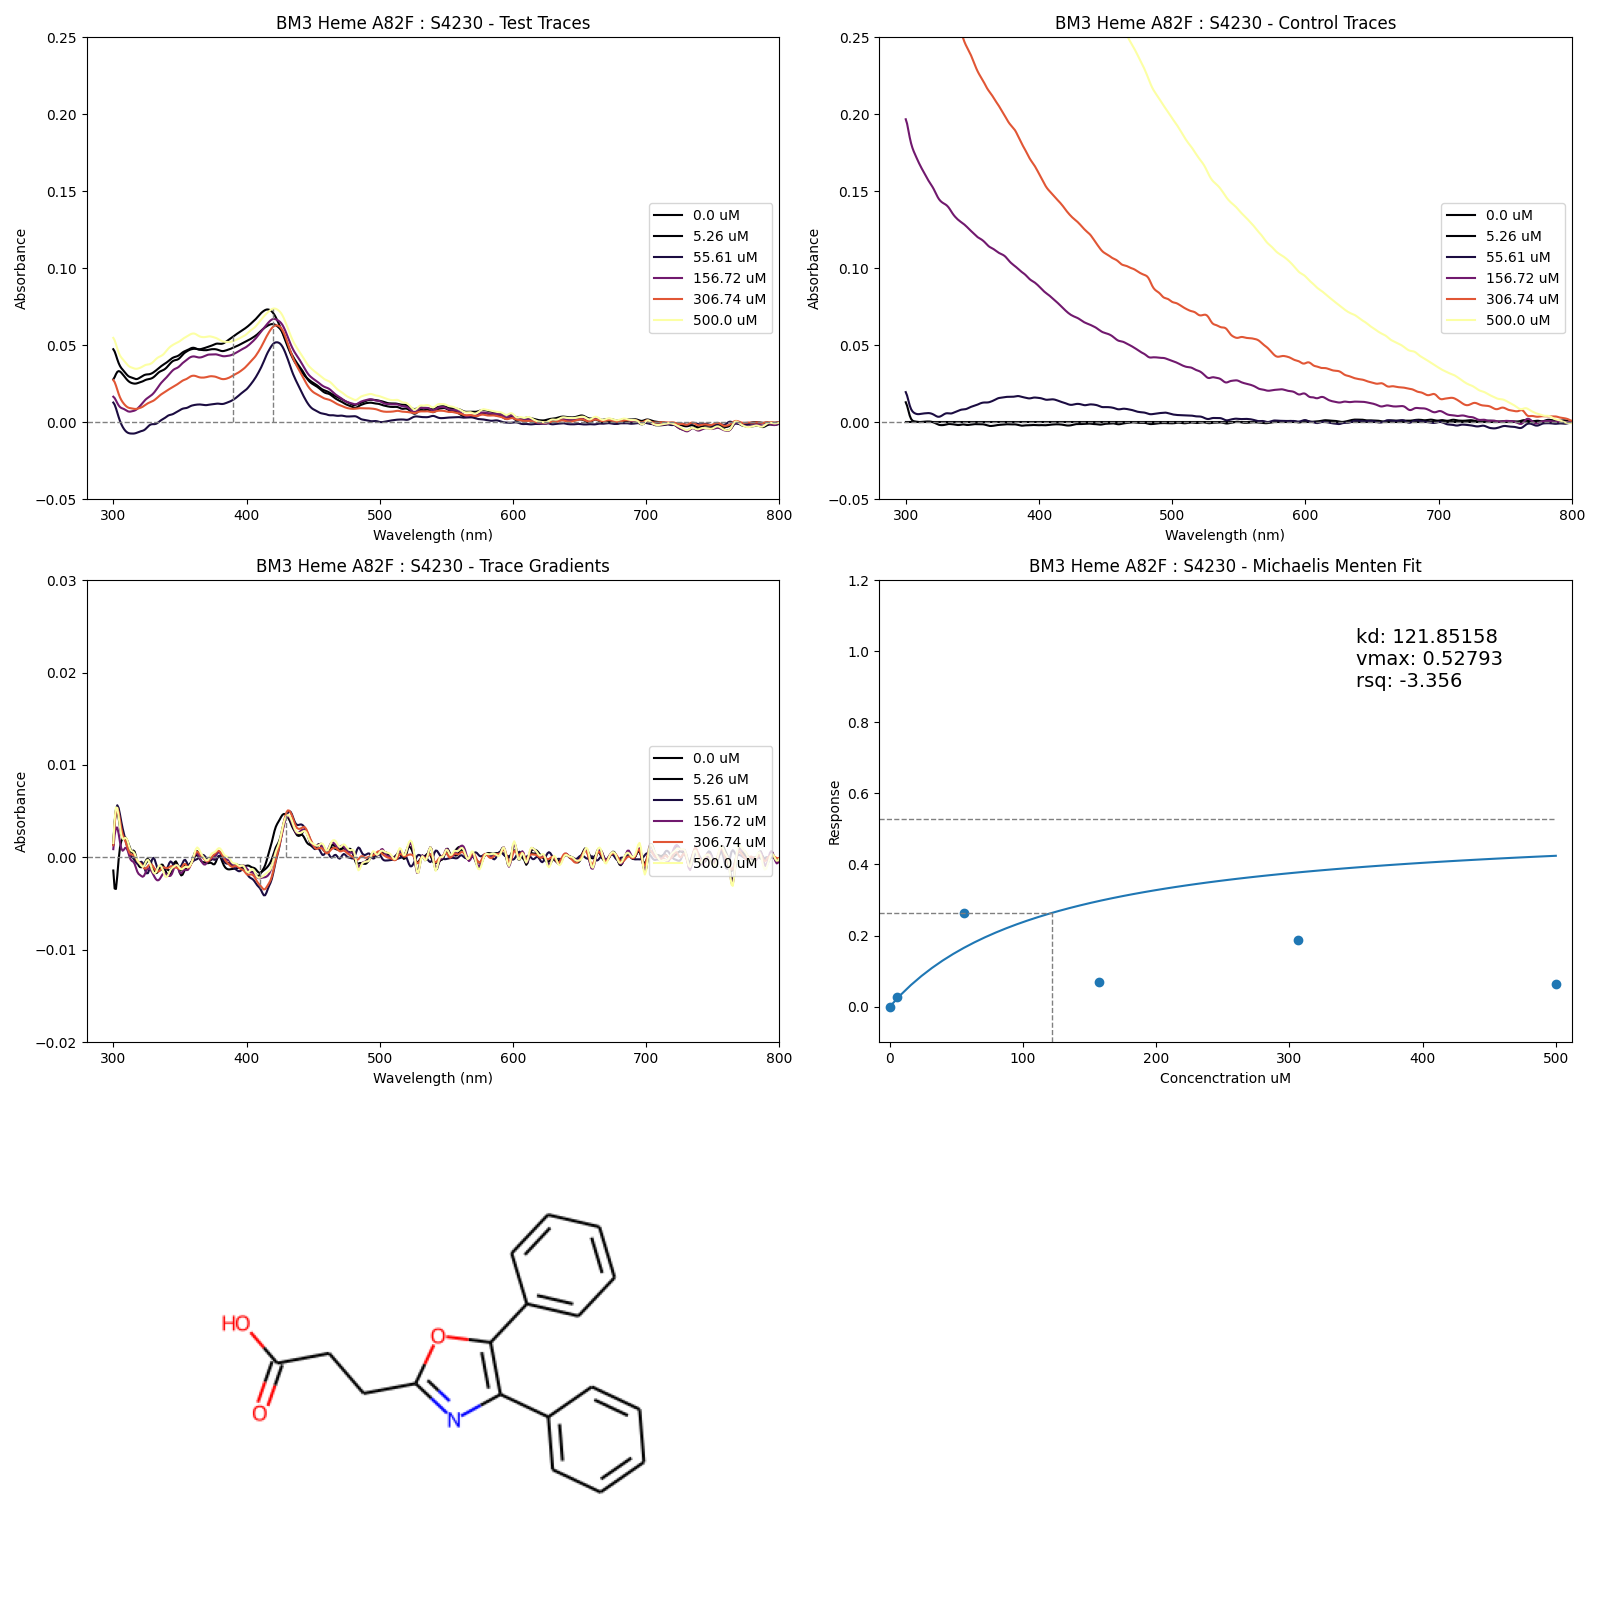 BM3 Heme A82F : S4230 - Test Traces
0.25
0.20
0.15
0.10
0.05
0.00
−0.05
Absorbance
300 400 500 600 700 800
Wavelength (nm)
0.0 uM
5.26 uM
55.61 uM
156.72 uM
306.74 uM
500.0 uM
BM3 Heme A82F : S4230 - Control Traces
0.25
0.20
0.15
0.10
0.05
0.00
−0.05
Absorbance
300 400 500 600 700 800
Wavelength (nm)
0.0 uM
5.26 uM
55.61 uM
156.72 uM
306.74 uM
500.0 uM
BM3 Heme A82F : S4230 - Trace Gradients
0.03
0.02
0.01
0.00
−0.01
−0.02
Absorbance
300 400 500 600 700 800
Wavelength (nm)
0.0 uM
5.26 uM
55.61 uM
156.72 uM
306.74 uM
500.0 uM
BM3 Heme A82F : S4230 - Michaelis Menten Fit
1.2
1.0
0.8
0.6
0.4
0.2
0.0
Response
0 100 200 300 400 500
Concenctration uM
kd: 121.85158
vmax: 0.52793
rsq: -3.356
HO
O
O
N